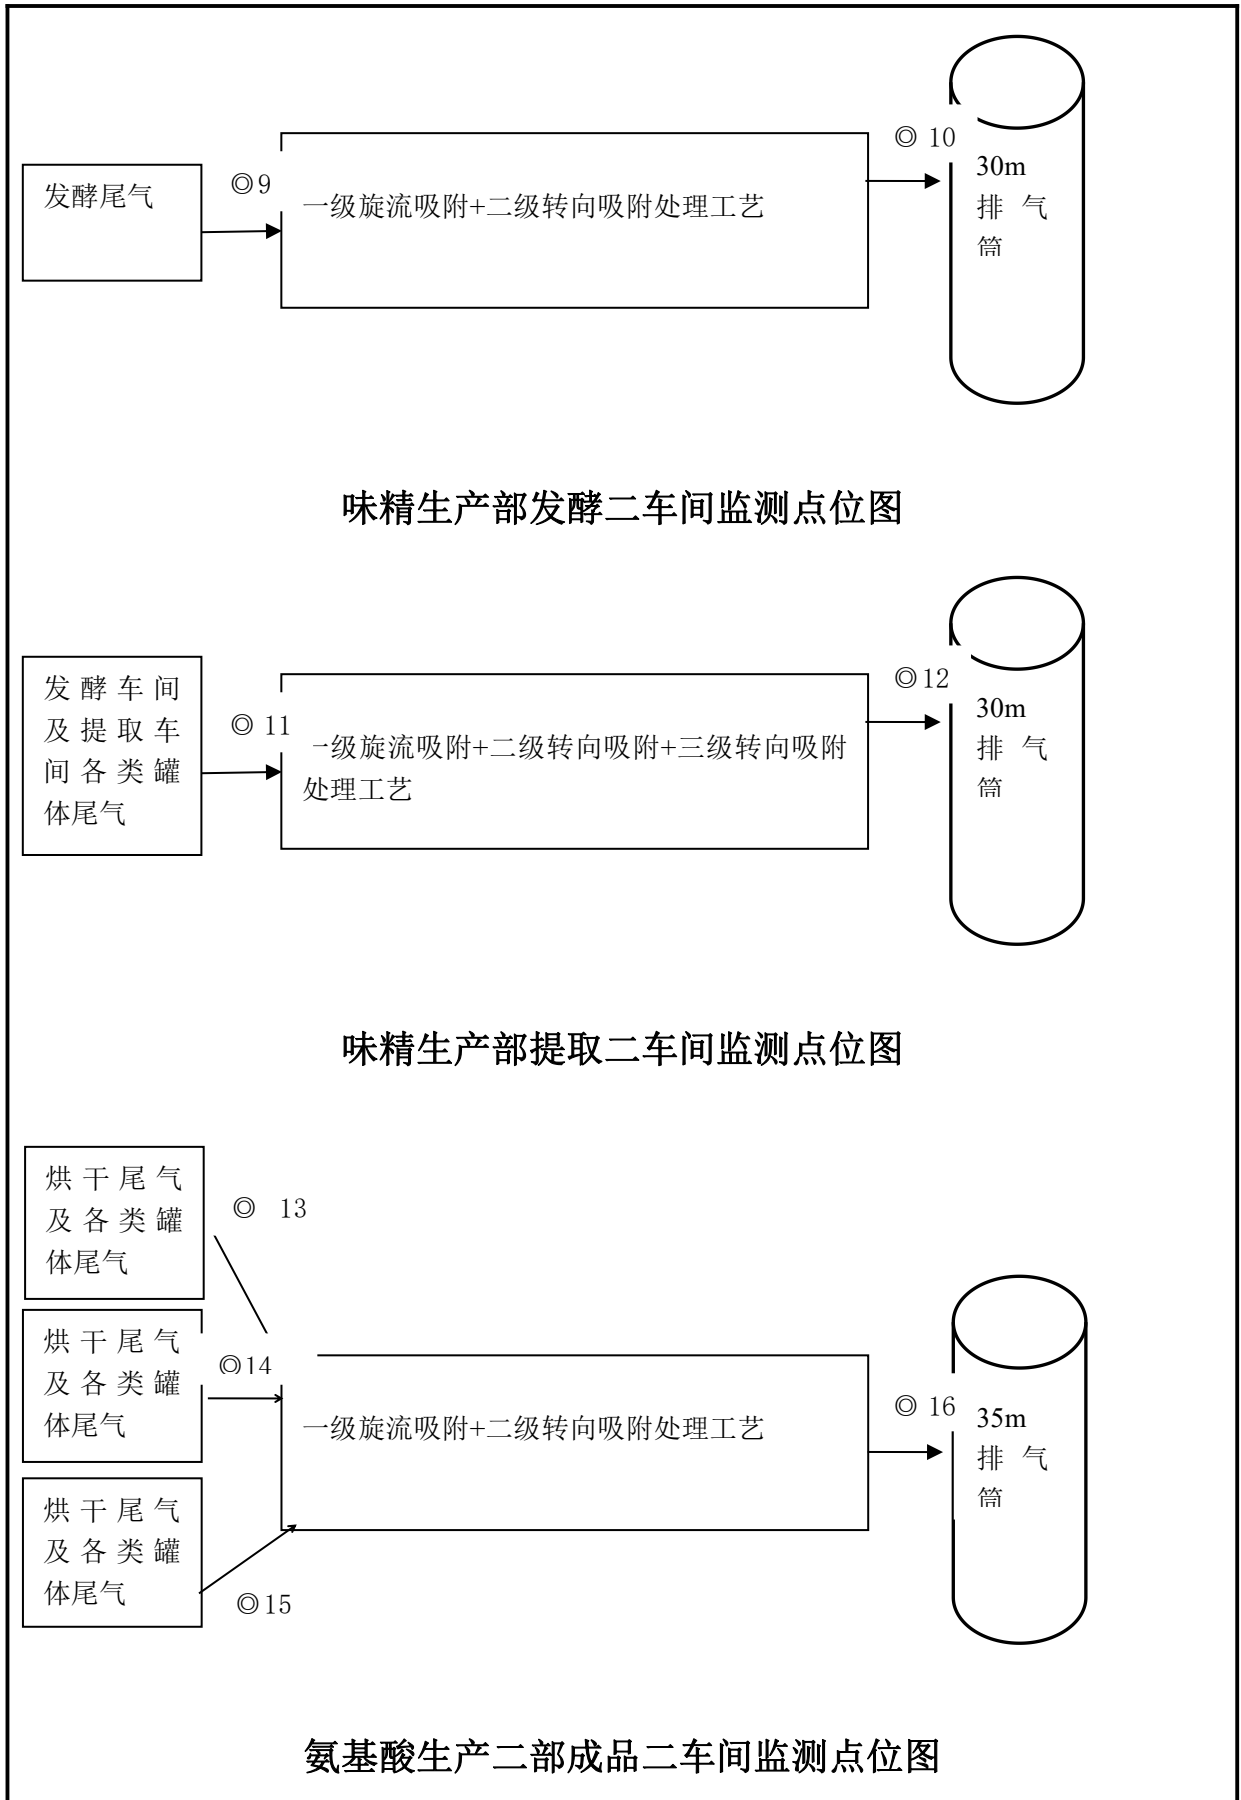 发酵尾气
◎9
一级旋流吸附+二级转向吸附处理工艺
◎ 10
30m
排 气
筒
味精生产部发酵二车间监测点位图
发酵车间
及提取车
间各类罐
体尾气
◎ 11
一级旋流吸附+二级转向吸附+三级转向吸附
处理工艺
◎12
30m
排 气
筒
味精生产部提取二车间监测点位图
烘干尾气
及各类罐
体尾气
◎ 13
烘干尾气
及各类罐
体尾气
◎14
烘干尾气
及各类罐
体尾气
◎15
一级旋流吸附+二级转向吸附处理工艺
◎ 16
35m
排 气
筒
氨基酸生产二部成品二车间监测点位图